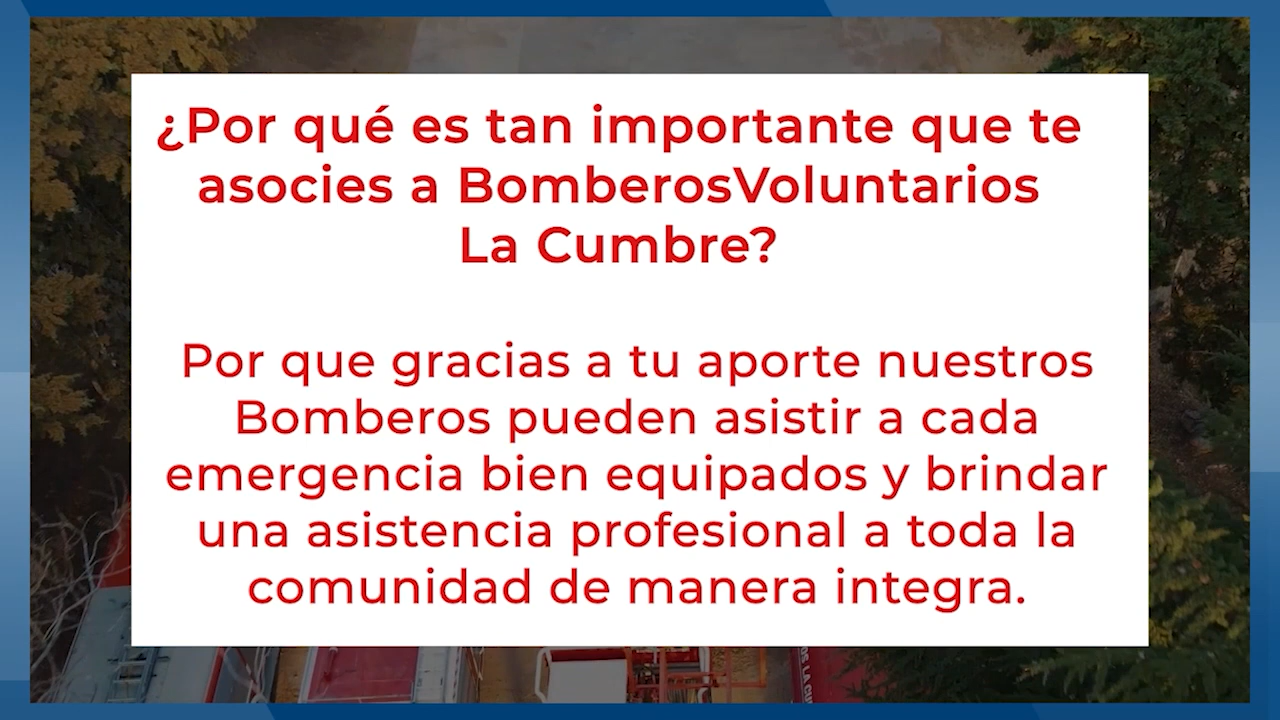 ¿Por qué es tan importante que te
asocies a BomberosVoluntarios
La Cumbre?
Por que gracias a tu aporte nuestros
Bomberos pueden asistir a cada
emergencia bien equipados y brindar
una asistencia profesional a toda la
comunidad de manera integra.